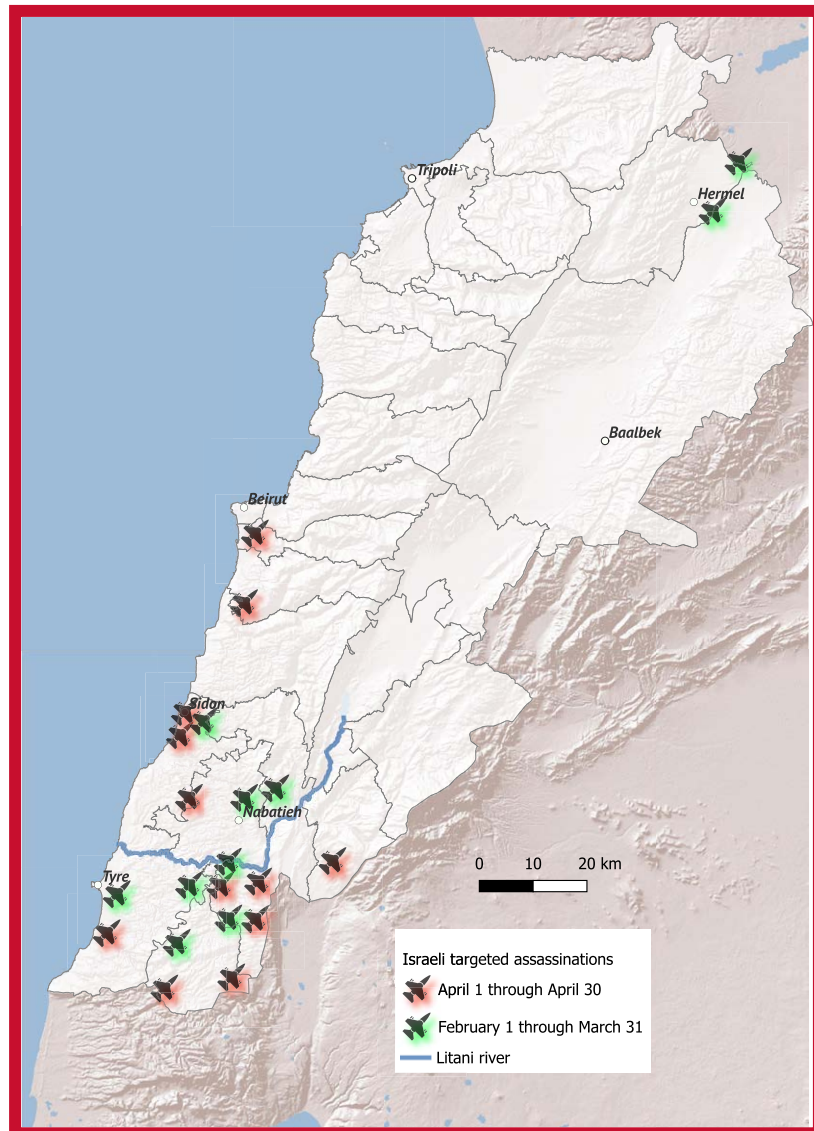 Tripoli
Hermel
Baalbek
Beirut
Sidon
Nabatieh
Tyre
0 10 20 km
Israeli targeted assassinations
April 1 through April 30
February 1 through March 31
Litani river